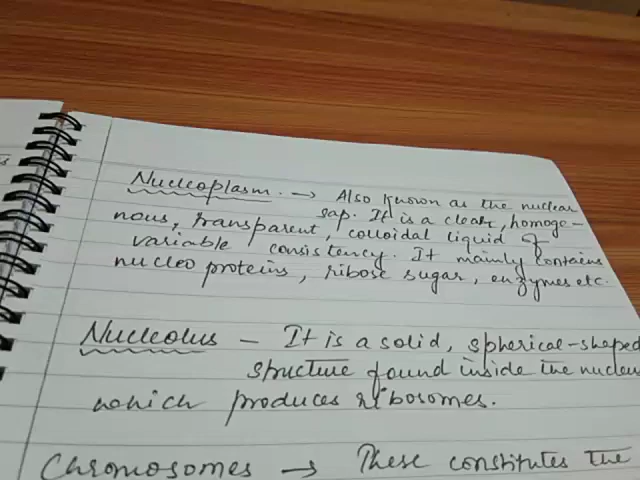 Nucleoplasm. → Also known as the nuclear
sap. It is a clear, homoge-
nous, transparent, colloidal liquid of
variable consistency. It mainly contains
nucleo proteins, ribose sugar, enzymes etc.
Nucleolus – It is a solid, spherical-shaped
structure found inside the nucleus
which produces ribosomes.
Chromosomes → These constitutes the